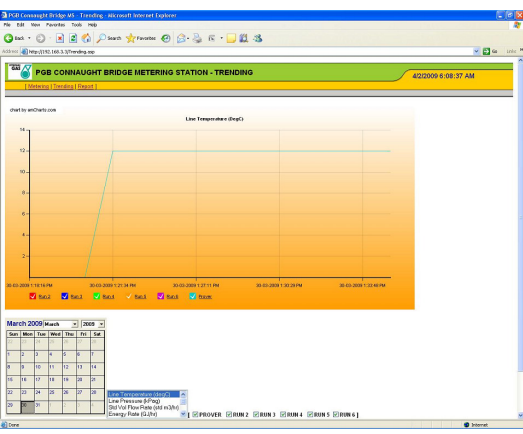 PGB Connaught Bridge MS - Trending - Microsoft Internet Explorer
File Edit View Favorites Tools Help
Back Search Favorites
Address http://192.168.3.3/Trending.asp Go Links
GAS PGB CONNAUGHT BRIDGE METERING STATION - TRENDING 4/2/2009 6:08:37 AM
[ Metering | Trending | Report ]
chart by amCharts.com
Line Temperature (DegC)
14
12
10
8
6
4
2
30-03-2009 1:18:16 PM 30-03-2009 1:21:34 PM 30-03-2009 1:27:11 PM 30-03-2009 1:30:29 PM 30-03-2009 1:33:48 PM
Run 2 Run 3 Run 4 Run 5 Run 6 Prover
March 2009 March 2009
Sun Mon Tue Wed Thu Fri Sat
1 2 3 4 5 6 7
8 9 10 11 12 13 14
15 16 17 18 19 20 21
22 23 24 25 26 27 28
29 30 31
Line Temperature (degC)
Line Pressure (kPag)
Std Vol Flow Rate (std m3/hr)
Energy Rate (GJ/hr) [ PROVER RUN 2 RUN 3 RUN 4 RUN 5 RUN 6 ]
Done Internet